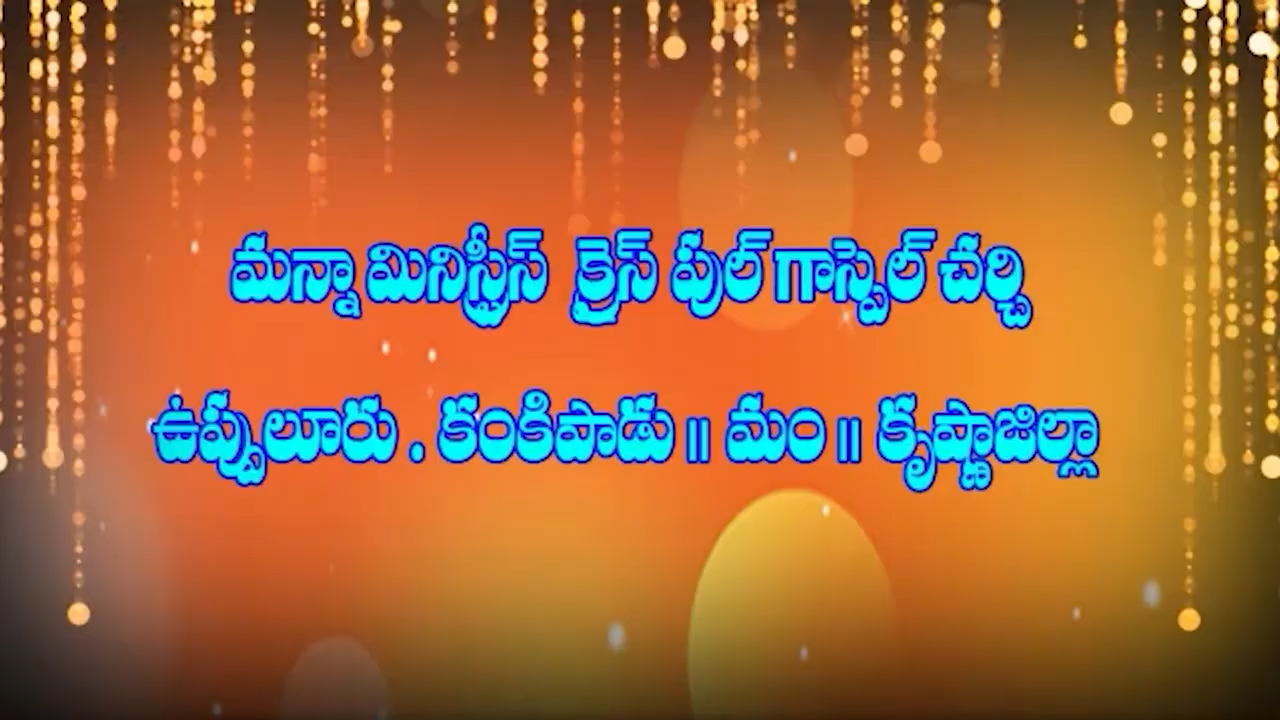 మన్నా మినిస్ట్రీస్ క్రైస్ ఫుల్ గాస్పెల్ చర్చి
ఉప్పులూరు . కంకిపాడు || మం || కృష్ణాజిల్లా